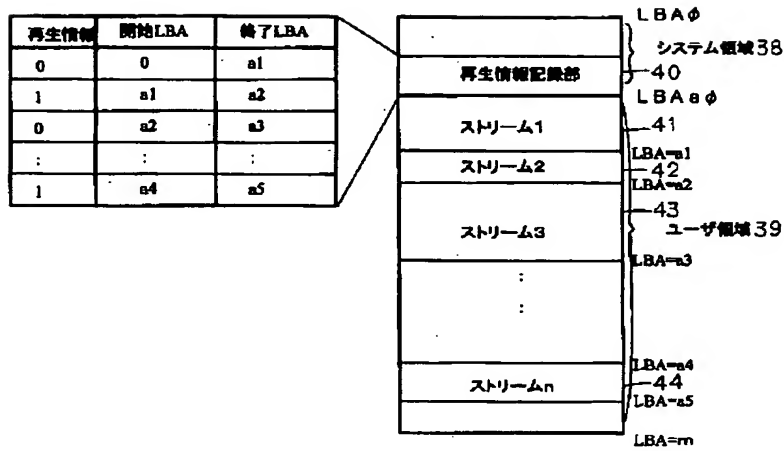 再生情報 開始LBA 終了LBA
0 0 a1
1 a1 a2
0 a2 a3
: : :
1 a4 a5
LBAφ
システム領域38
再生情報記録部 40
LBAaφ
ストリーム1 41
LBA=a1
ストリーム2 42
LBA=a2
43
ストリーム3 ユーザ領域39
LBA=a3
:
:
LBA=a4
ストリームn 44
LBA=a5
LBA=m